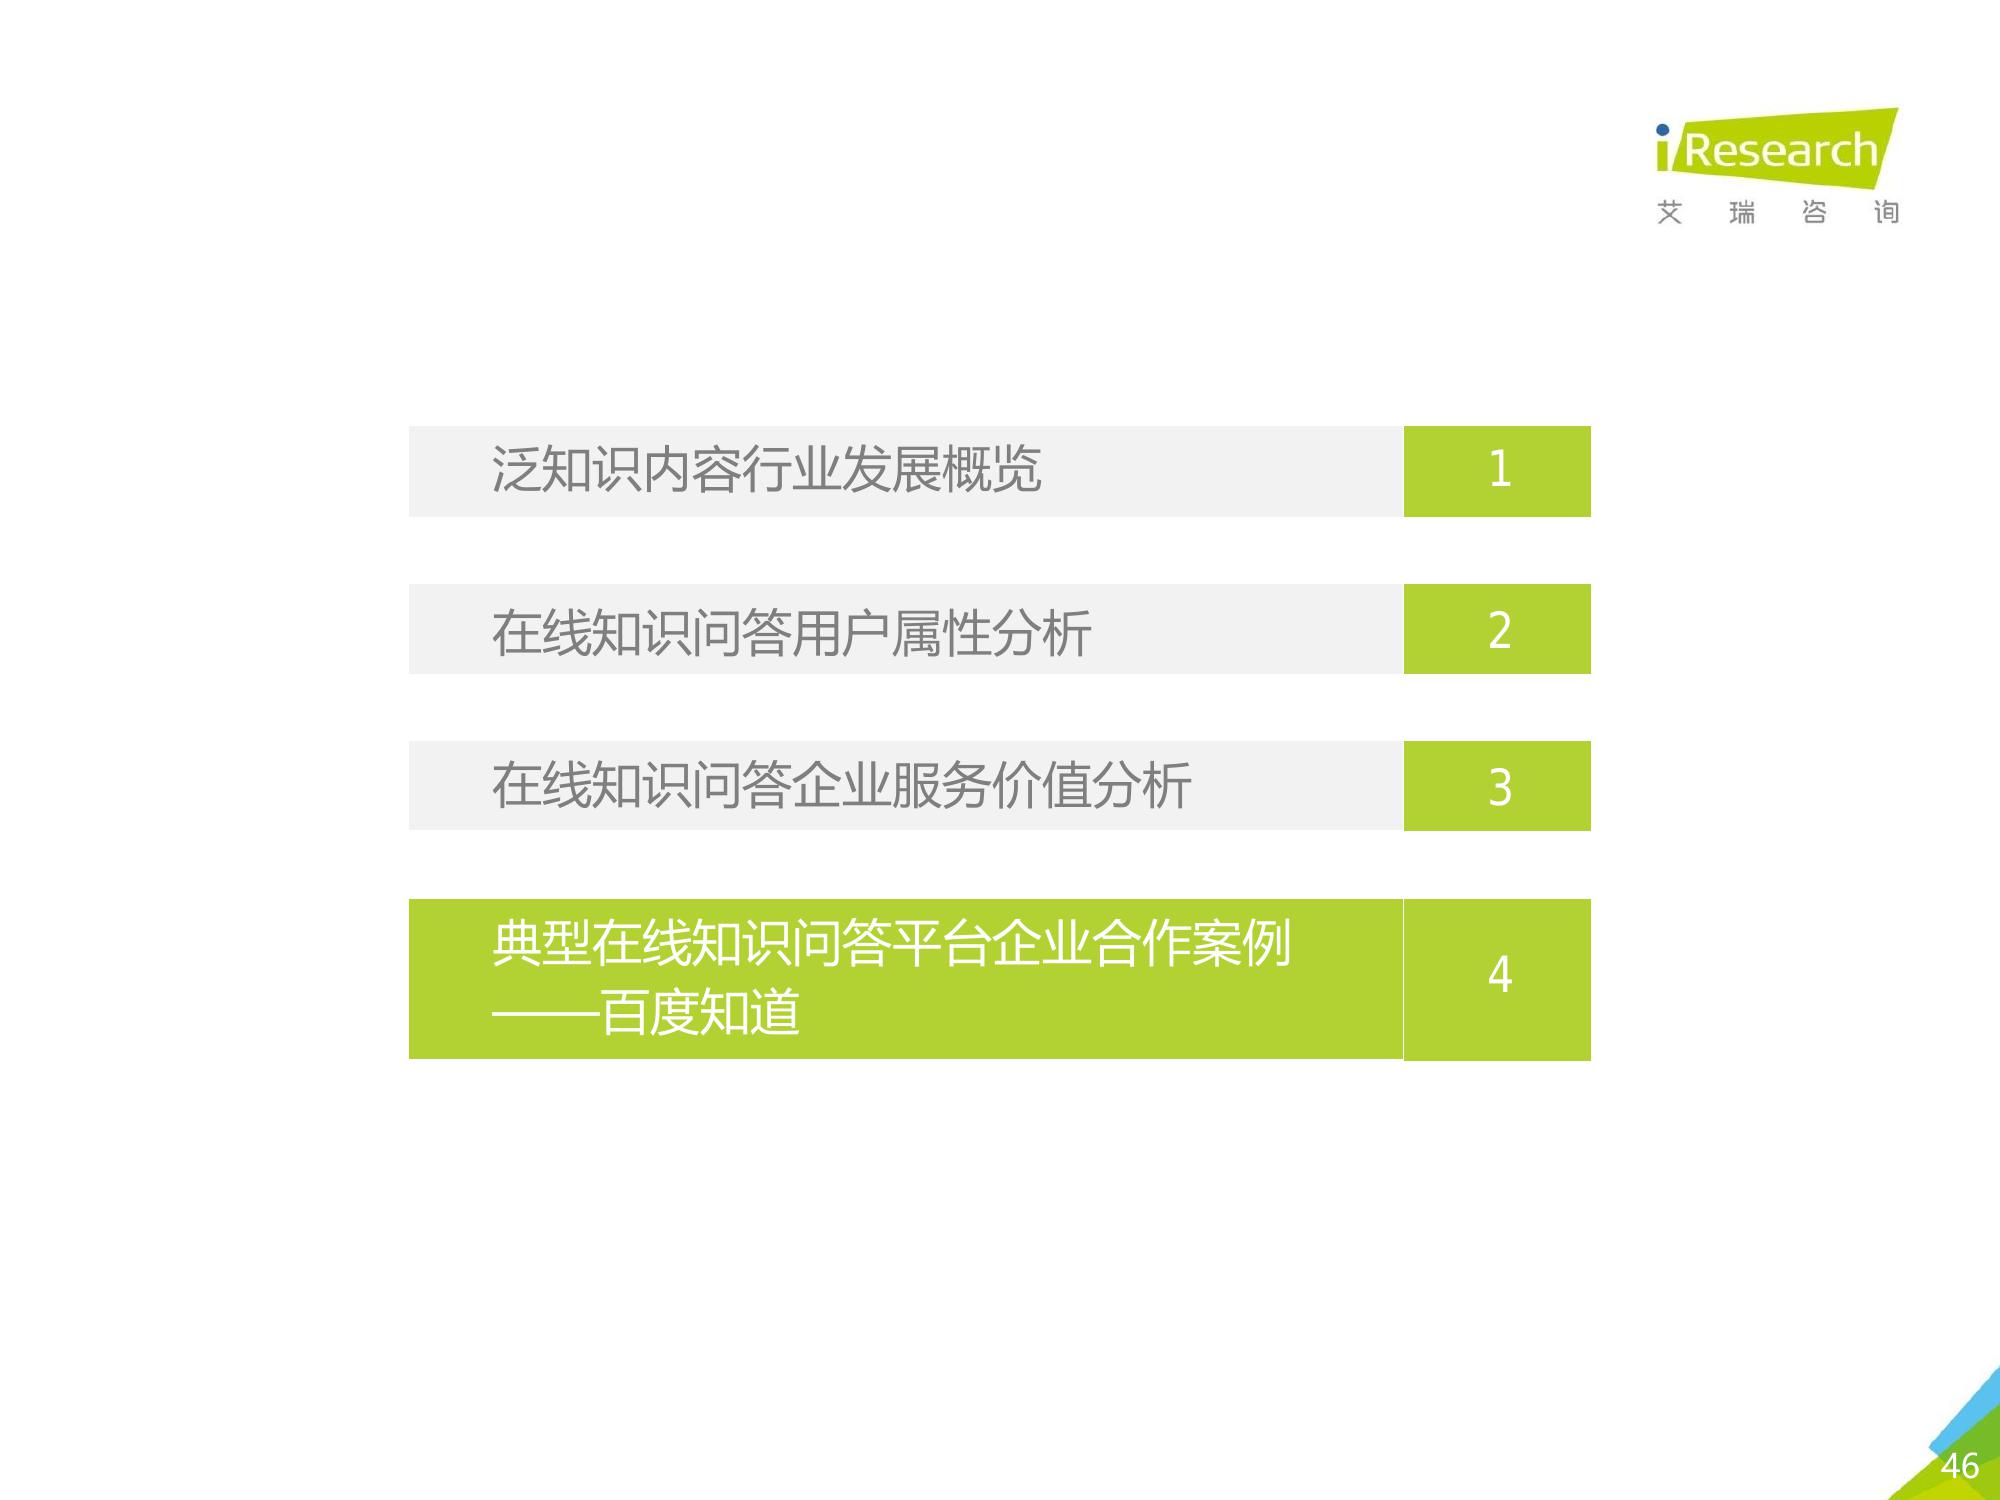 iResearch
艾瑞咨询
泛知识内容行业发展概览
1
在线知识问答用户属性分析
2
在线知识问答企业服务价值分析
3
典型在线知识问答平台企业合作案例
——百度知道
4
46